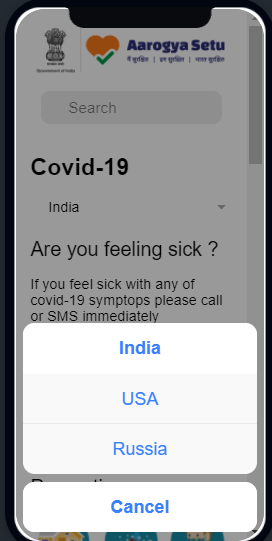 Government of India
Aarogya Setu
मैं सुरक्षित | हम सुरक्षित | भारत सुरक्षित
Search
Covid-19
India
Are you feeling sick ?
If you feel sick with any of
covid-19 symptops please call
or SMS immediately
India
USA
Russia
Cancel